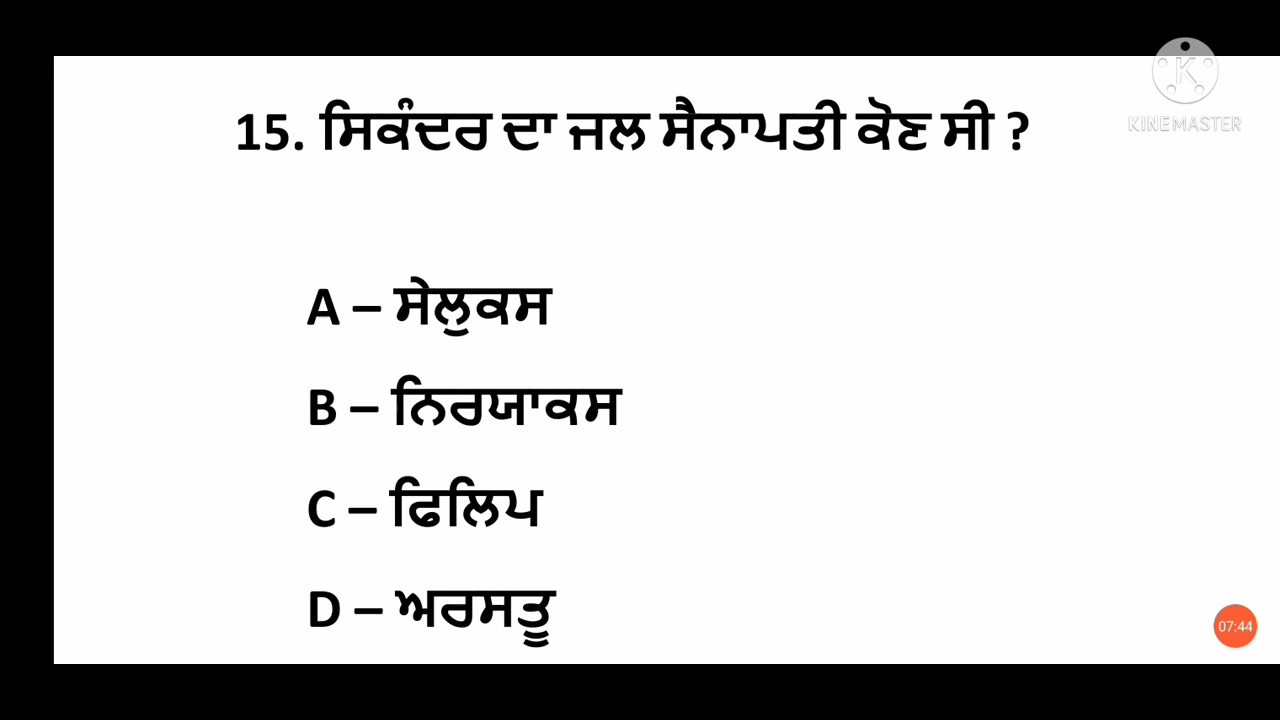 15. ਸਿਕੰਦਰ ਦਾ ਜਲ ਸੈਨਾਪਤੀ ਕੋਣ ਸੀ ?
A – ਸੇਲੁਕਸ
B – ਨਿਰਯਾਕਸ
C – ਫਿਲਿਪ
D – ਅਰਸਤੂ
K
KINEMASTER
07:44